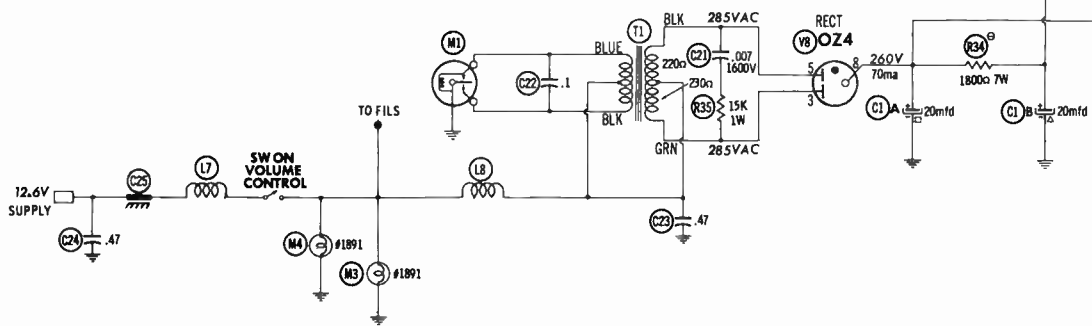 M1
BLUE
C22
.1
BLK
T1
BLK
285VAC
220Ω
230Ω
C21
.007
1600V
R35
15K
1W
GRN
285VAC
RECT
V8 OZ4
5
3
8
260V
70ma
R34
1800Ω 7W
C1 A
20mfd
C1 B
20mfd
TO FILS
SW ON
VOLUME
CONTROL
12.6V
SUPPLY
C24
.47
C25
L7
L8
M4
#1891
M3
#1891
C23
.47